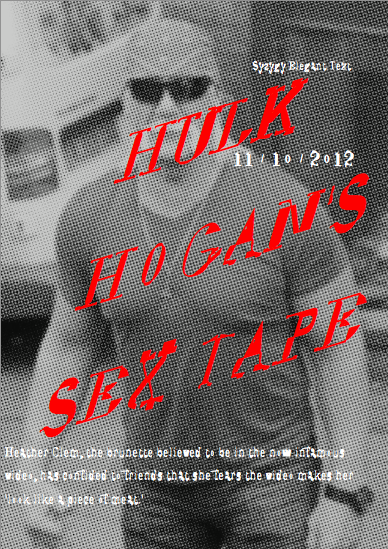 Syzygy Elegant Text
HULK
11 / 10 / 2012
HOGAN'S
SEX TAPE
Heather Clem, the brunette believed to be in the now infamous
video, has confided to friends that she fears the video makes her
'look like a piece of meat.'